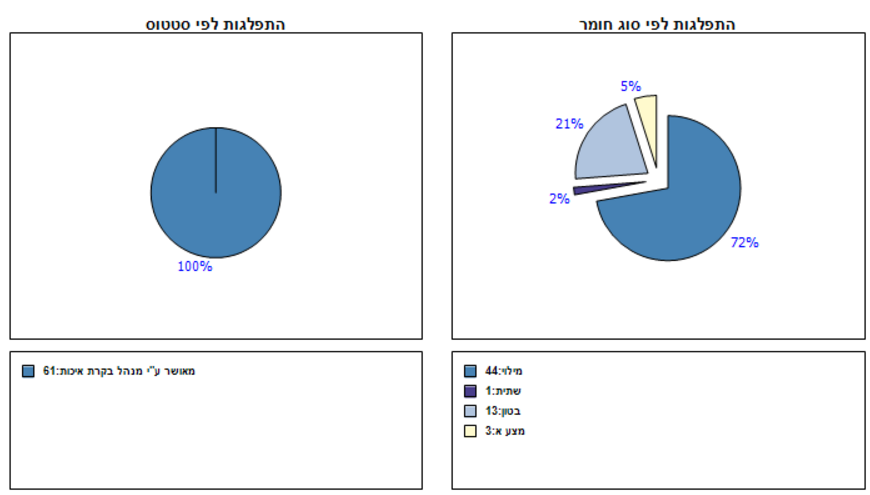 התפלגות לפי סוג חומר
5%
21%
2%
72%
מילוי:44
שתית:1
בטון:13
מצע א:3
התפלגות לפי סטטוס
100%
מאושר ע"י מנהל בקרת איכות:61